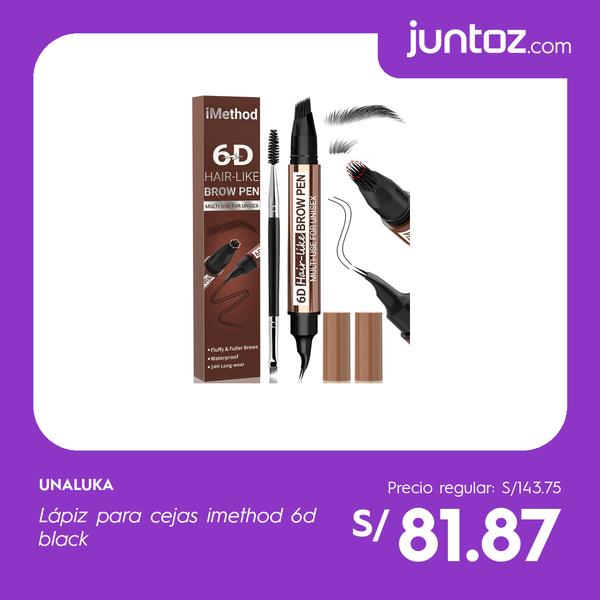 juntoz.com
iMethod
6D
HAIR-LIKE
BROW PEN
MULTI-USE FOR UNISEX
• Fluffy & Fuller Brows
• Waterproof
• 24H Long-wear
6D Hair-like BROW PEN
MULTI-USE FOR UNISEX
UNALUKA
Lápiz para cejas imethod 6d
black
Precio regular: S/143.75
S/ 81.87